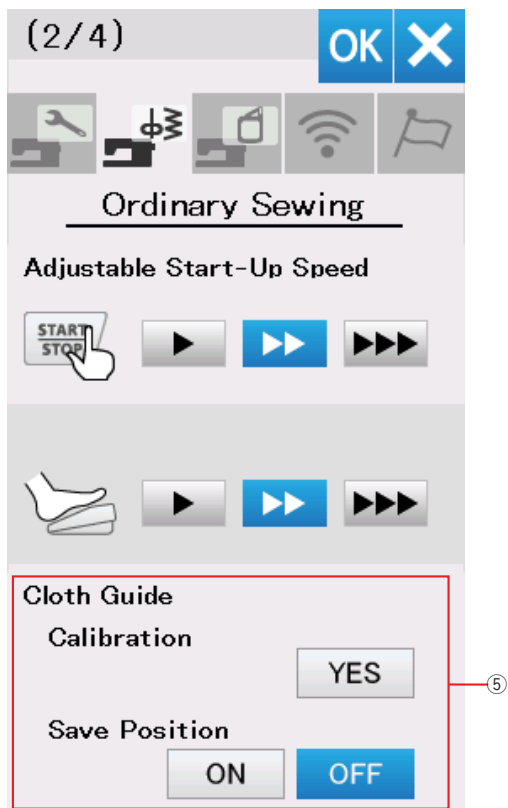 (2/4)
OK
Ordinary Sewing
Adjustable Start-Up Speed
START
STOP
Cloth Guide
Calibration
YES
⑤
Save Position
ON OFF